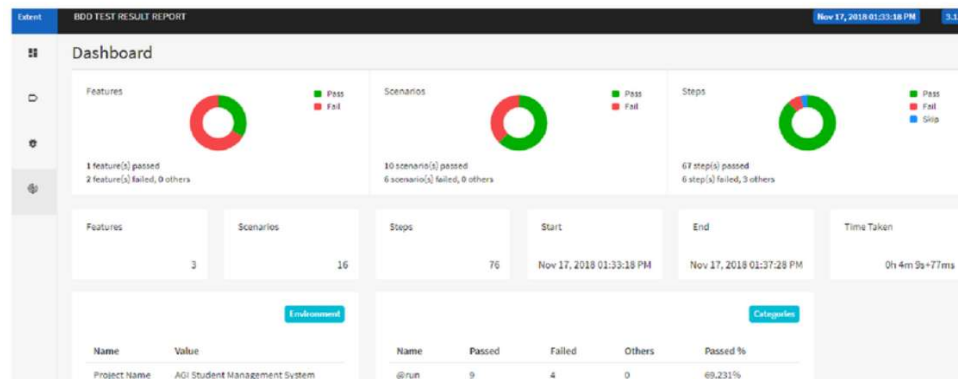 Extent BDD TEST RESULT REPORT Nov 17, 2018 01:33:18 PM 3.1
Dashboard
Features
Pass
Fail
1 feature(s) passed
2 feature(s) failed, 0 others
Scenarios
Pass
Fail
10 scenario(s) passed
6 scenario(s) failed, 0 others
Steps
Pass
Fail
Skip
67 step(s) passed
6 step(s) failed, 3 others
Features
3
Scenarios
16
Steps
76
Start
Nov 17, 2018 01:33:18 PM
End
Nov 17, 2018 01:37:28 PM
Time Taken
0h 4m 9s+77ms
Environment
Name Value
Project Name AGI Student Management System
Categories
Name Passed Failed Others Passed %
@run 9 4 0 69.231%